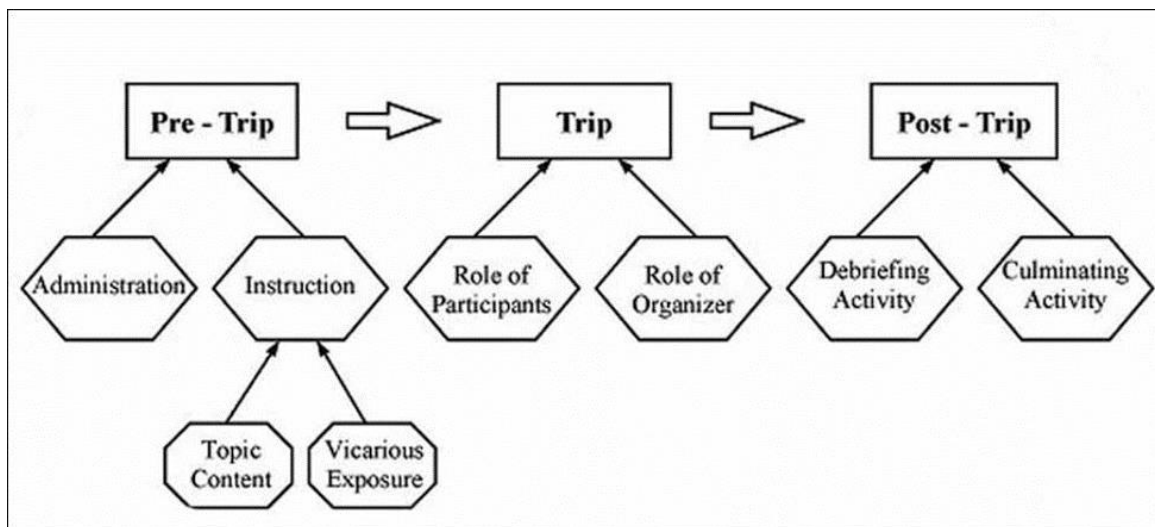 Pre - Trip
Trip
Post - Trip
Administration
Instruction
Role of
Participants
Role of
Organizer
Debriefing
Activity
Culminating
Activity
Topic
Content
Vicarious
Exposure